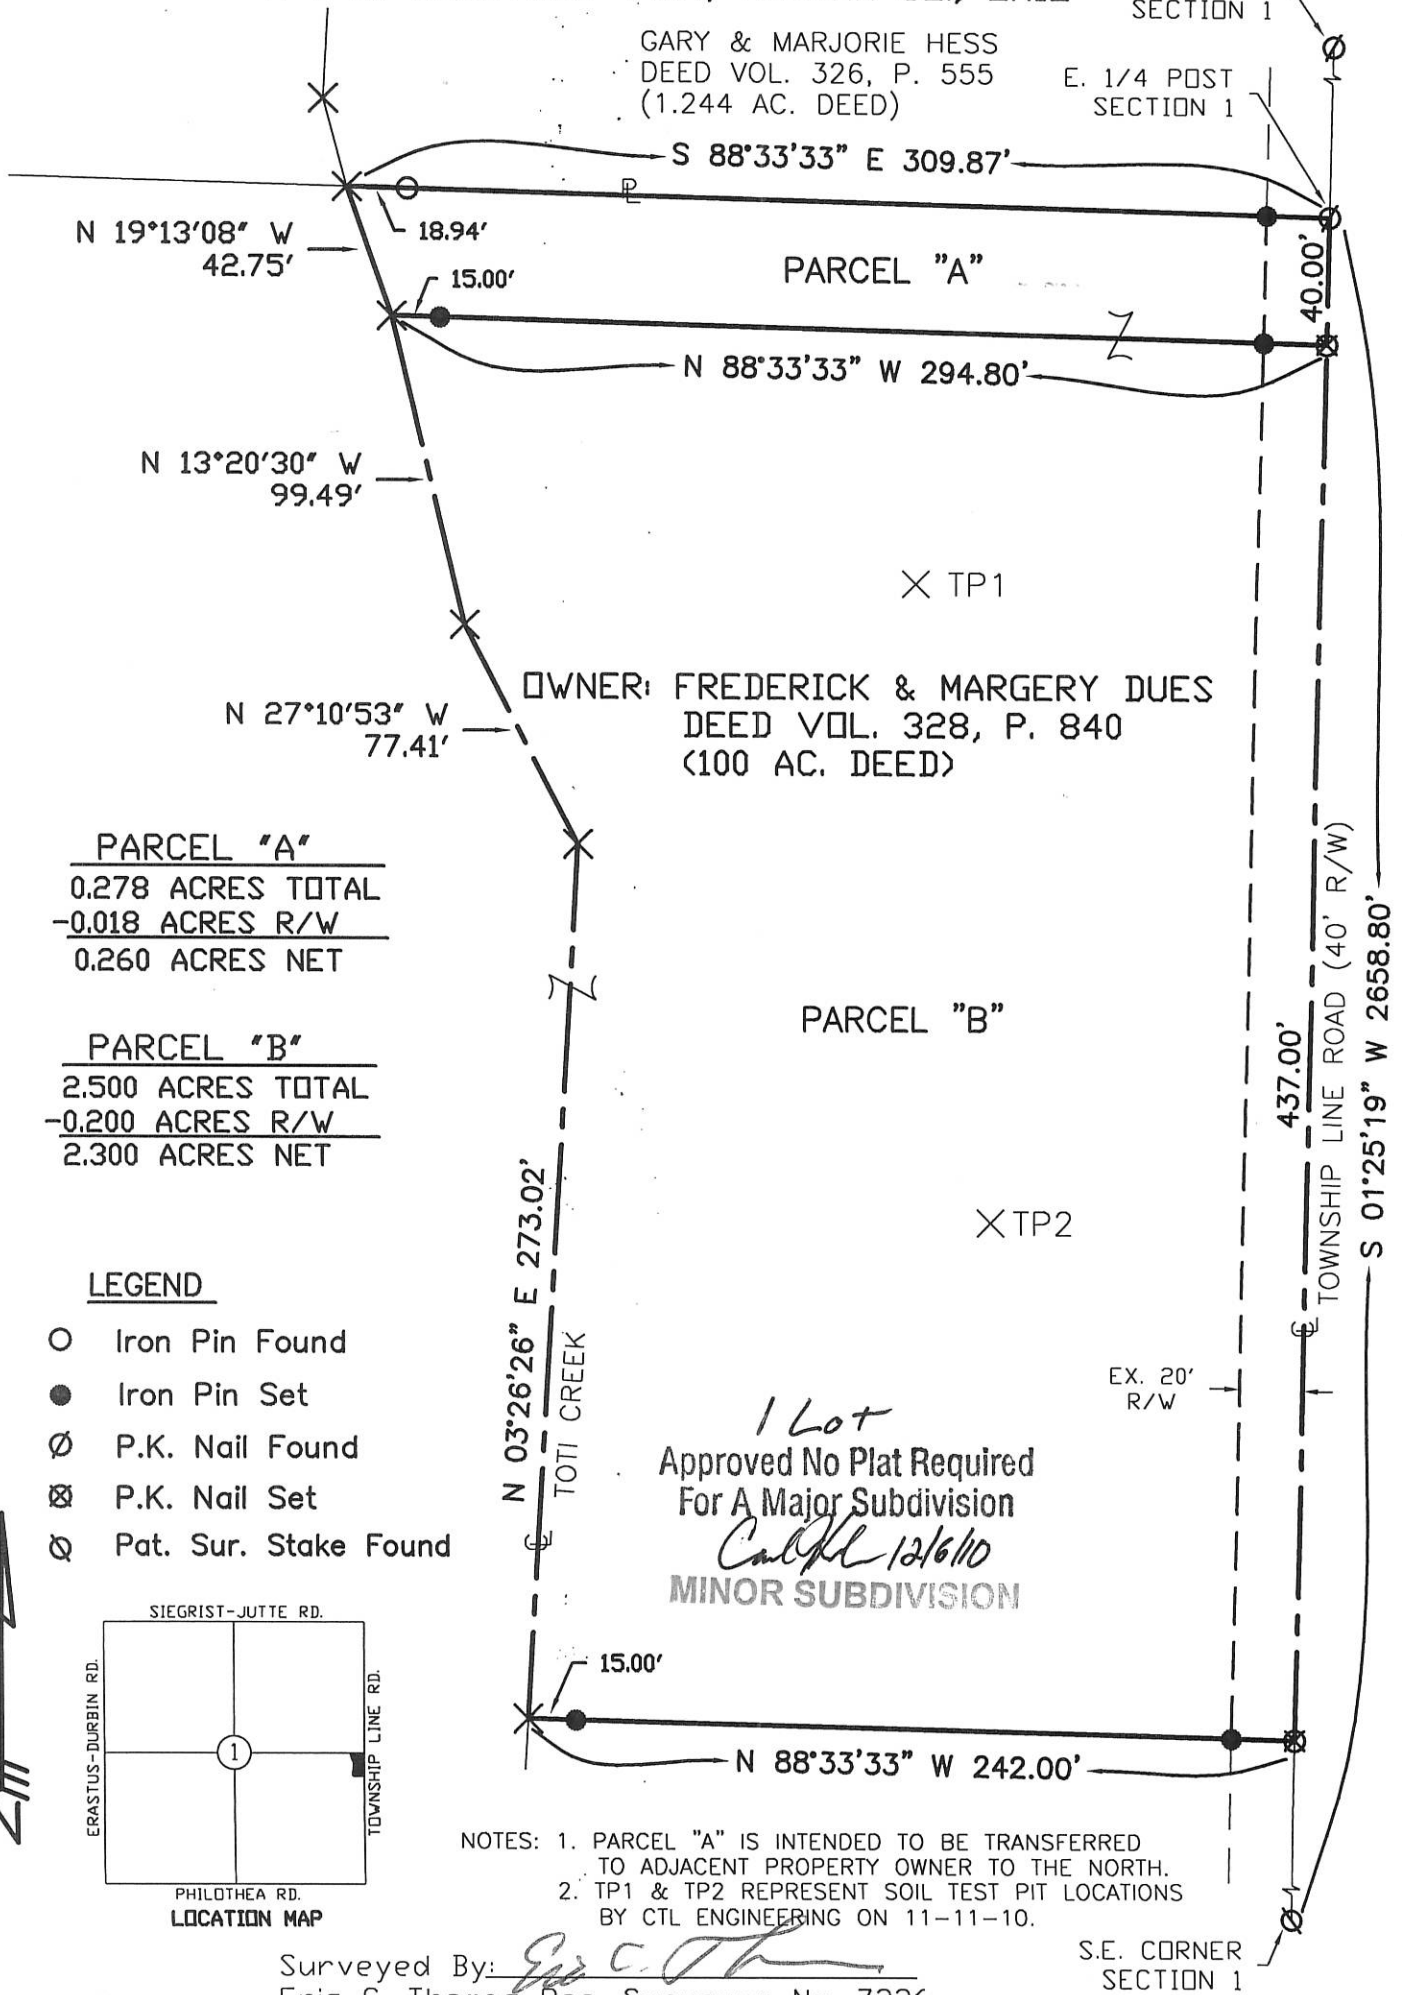 SECTION 1
GARY & MARJORIE HESS
DEED VOL. 326, P. 555
(1.244 AC. DEED)
E. 1/4 POST
SECTION 1
S 88°33'33" E 309.87'
PL
N 19°13'08" W
42.75'
18.94'
15.00'
PARCEL "A"
40.00'
N 88°33'33" W 294.80'
N 13°20'30" W
99.49'
TP1
OWNER: FREDERICK & MARGERY DUES
DEED VOL. 328, P. 840
(100 AC. DEED)
N 27°10'53" W
77.41'
PARCEL "A"
0.278 ACRES TOTAL
-0.018 ACRES R/W
0.260 ACRES NET
PARCEL "B"
2.500 ACRES TOTAL
-0.200 ACRES R/W
2.300 ACRES NET
PARCEL "B"
437.00'
TOWNSHIP LINE ROAD (40' R/W)
S 01°25'19" W 2658.80'
TP2
N 03°26'26" E 273.02'
TOTI CREEK
EX. 20'
R/W
LEGEND
Iron Pin Found
Iron Pin Set
P.K. Nail Found
P.K. Nail Set
Pat. Sur. Stake Found
1 Lot
Approved No Plat Required
For A Major Subdivision
12/6/10
MINOR SUBDIVISION
15.00'
N 88°33'33" W 242.00'
SIEGRIST-JUTTE RD.
ERASTUS-DURBIN RD.
1
TOWNSHIP LINE RD.
PHILOTHEA RD.
LOCATION MAP
NOTES: 1. PARCEL "A" IS INTENDED TO BE TRANSFERRED
TO ADJACENT PROPERTY OWNER TO THE NORTH.
2. TP1 & TP2 REPRESENT SOIL TEST PIT LOCATIONS
BY CTL ENGINEERING ON 11-11-10.
S.E. CORNER
SECTION 1
Surveyed By: